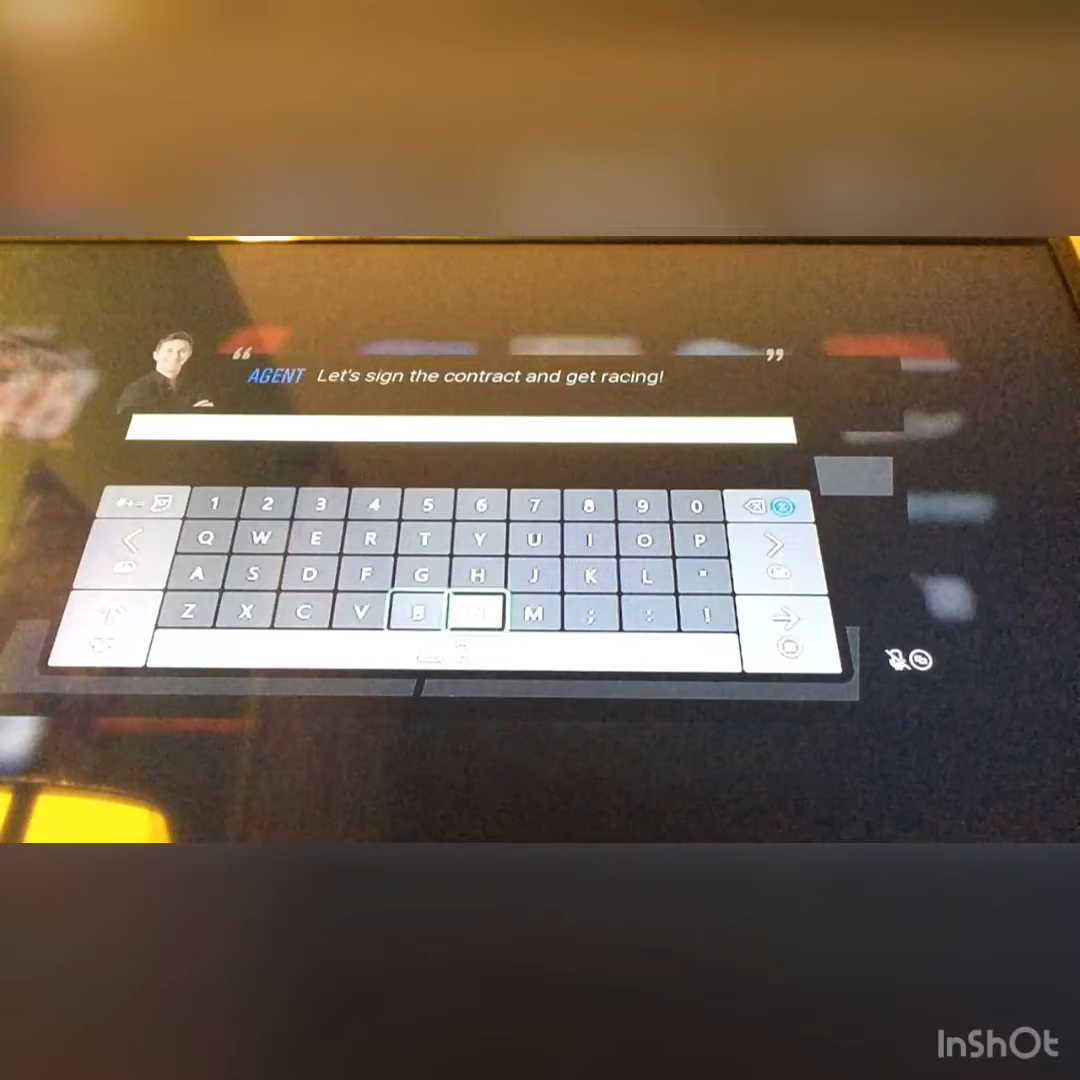 “ ”
AGENT Let's sign the contract and get racing!
#+= 1 2 3 4 5 6 7 8 9 0
Q W E R T Y U I O P
A S D F G H J K L "
Z X C V B N M ; : !
InShOt